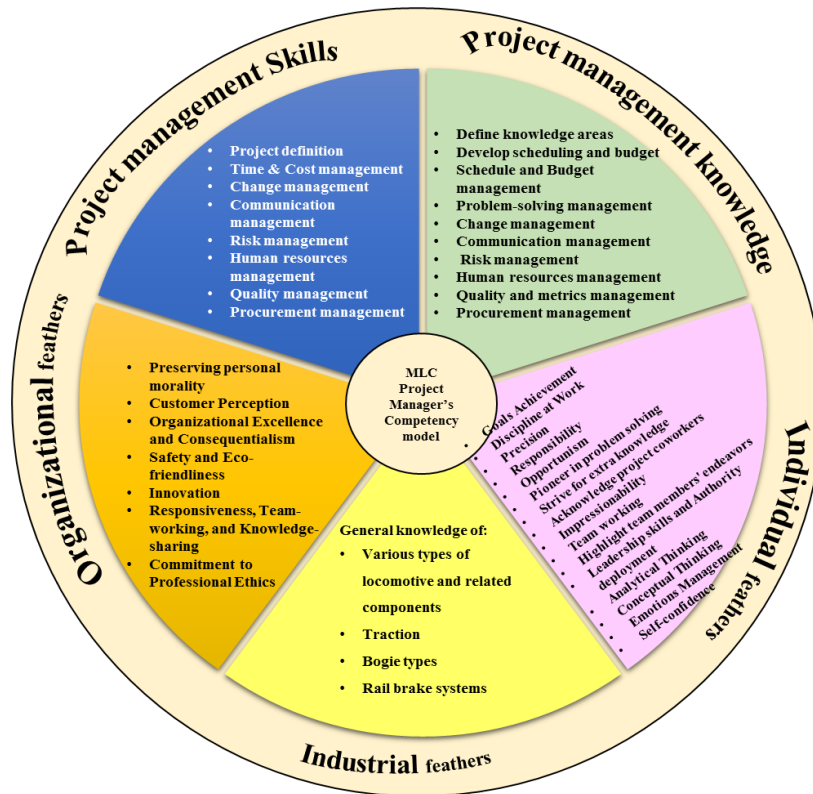 Project management Skills
• Project definition
• Time & Cost management
• Change management
• Communication
management
• Risk management
• Human resources
management
• Quality management
• Procurement management
Project management knowledge
• Define knowledge areas
• Develop scheduling and budget
• Schedule and Budget
management
• Problem-solving management
• Change management
• Communication management
• Risk management
• Human resources management
• Quality and metrics management
• Procurement management
Organizational feathers
• Preserving personal
morality
• Customer Perception
• Organizational Excellence
and Consequentialism
• Safety and Eco-
friendliness
• Innovation
• Responsiveness, Team-
working, and Knowledge-
sharing
• Commitment to
Professional Ethics
MLC
Project
Manager's
Competency
model
Individual feathers
• Goals Achievement
• Discipline at Work
• Precision
• Responsibility
• Opportunism
• Pioneer in problem solving
• Strive for extra knowledge
• Acknowledge project coworkers
• Impressionability
• Team working
• Highlight team members' endeavors
• Leadership skills and Authority
deployment
• Analytical Thinking
• Conceptual Thinking
• Emotions Management
• Self-confidence
General knowledge of:
• Various types of
locomotive and related
components
• Traction
• Bogie types
• Rail brake systems
Industrial feathers